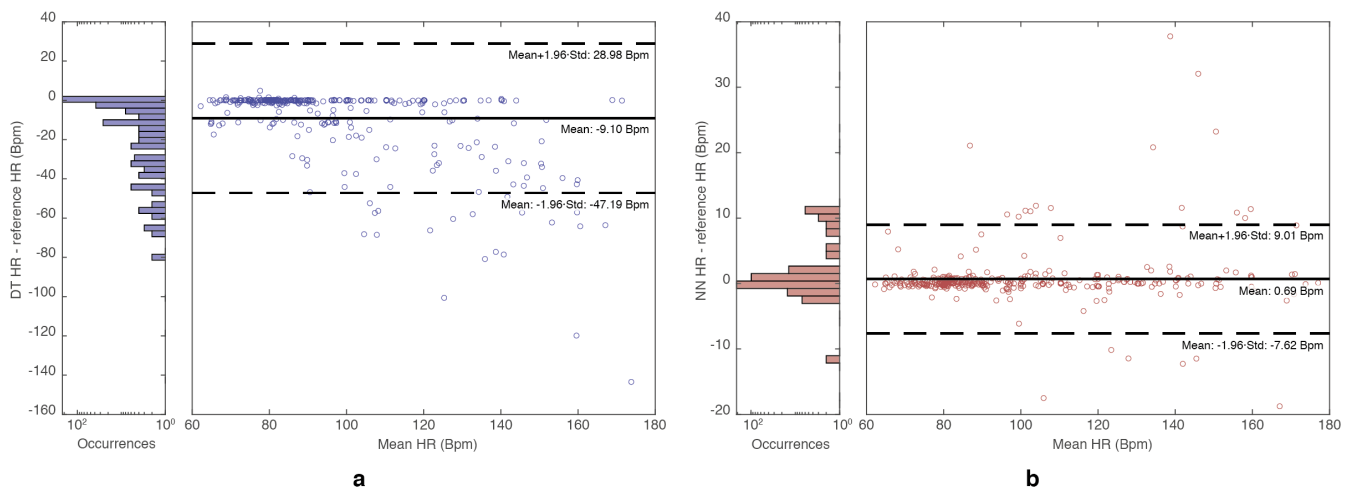 40
20
0
-20
-40
-60
-80
-100
-120
-140
-160
DT HR - reference HR (Bpm)
10² 10⁰
Occurrences
Mean+1.96·Std: 28.98 Bpm
Mean: -9.10 Bpm
Mean: -1.96·Std: -47.19 Bpm
60 80 100 120 140 160 180
Mean HR (Bpm)
a
40
30
20
10
0
-10
-20
NN HR - reference HR (Bpm)
10² 10⁰
Occurrences
Mean+1.96·Std: 9.01 Bpm
Mean: 0.69 Bpm
Mean: -1.96·Std: -7.62 Bpm
60 80 100 120 140 160 180
Mean HR (Bpm)
b